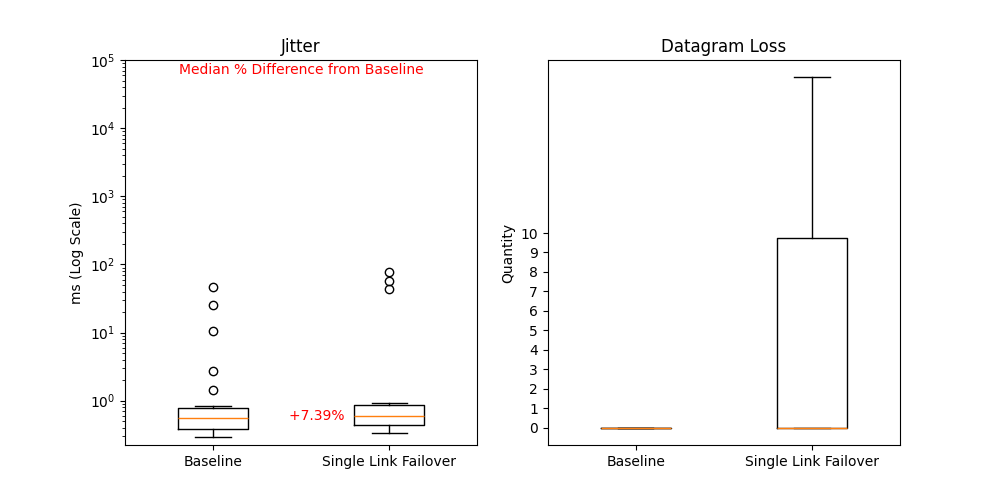 Jitter
Median % Difference from Baseline
10^5
10^4
10^3
10^2
10^1
10^0
ms (Log Scale)
+7.39%
Baseline
Single Link Failover
Datagram Loss
10
9
8
7
6
5
4
3
2
1
0
Quantity
Baseline
Single Link Failover